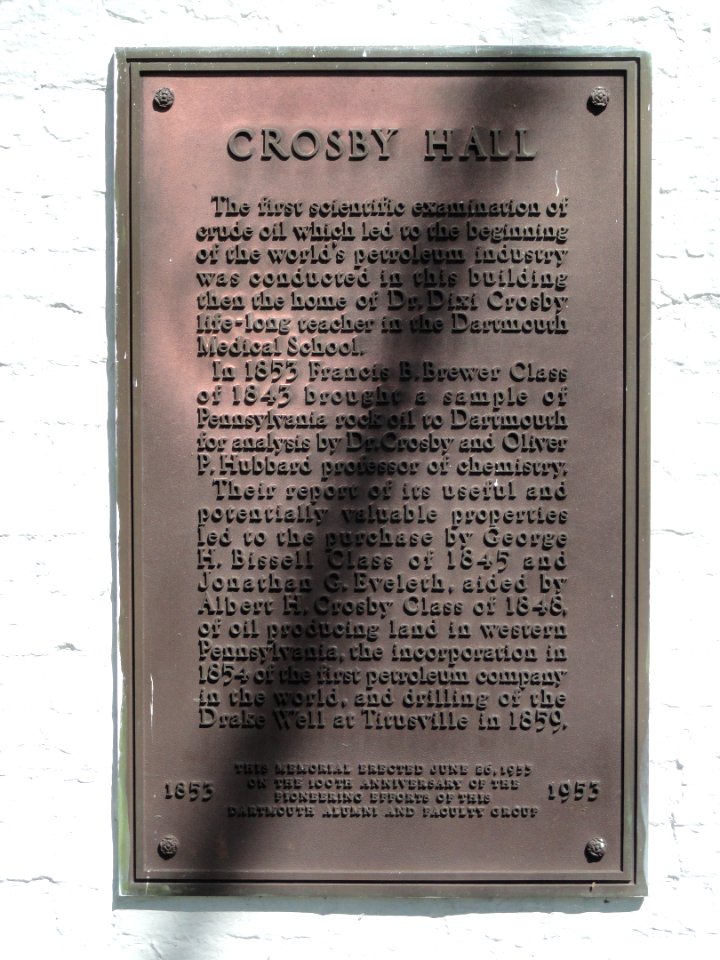 CROSBY HALL
The first scientific examination of
crude oil which led to the beginning
of the world's petroleum industry
was conducted in this building
then the home of Dr. Dixi Crosby
life-long teacher in the Dartmouth
Medical School.
In 1853 Francis B. Brewer Class
of 1843 brought a sample of
Pennsylvania rock oil to Dartmouth
for analysis by Dr. Crosby and Oliver
P. Hubbard professor of chemistry.
Their report of its useful and
potentially valuable properties
led to the purchase by George
H. Bissell Class of 1845 and
Jonathan G. Eveleth, aided by
Albert H. Crosby Class of 1848,
of oil producing land in western
Pennsylvania, the incorporation in
1854 of the first petroleum company
in the world, and drilling of the
Drake Well at Titusville in 1859.
THIS MEMORIAL ERECTED JUNE 26, 1953
ON THE 100TH ANNIVERSARY OF THE
PIONEERING EFFORTS OF THIS
DARTMOUTH ALUMNI AND FACULTY GROUP
1853
1953